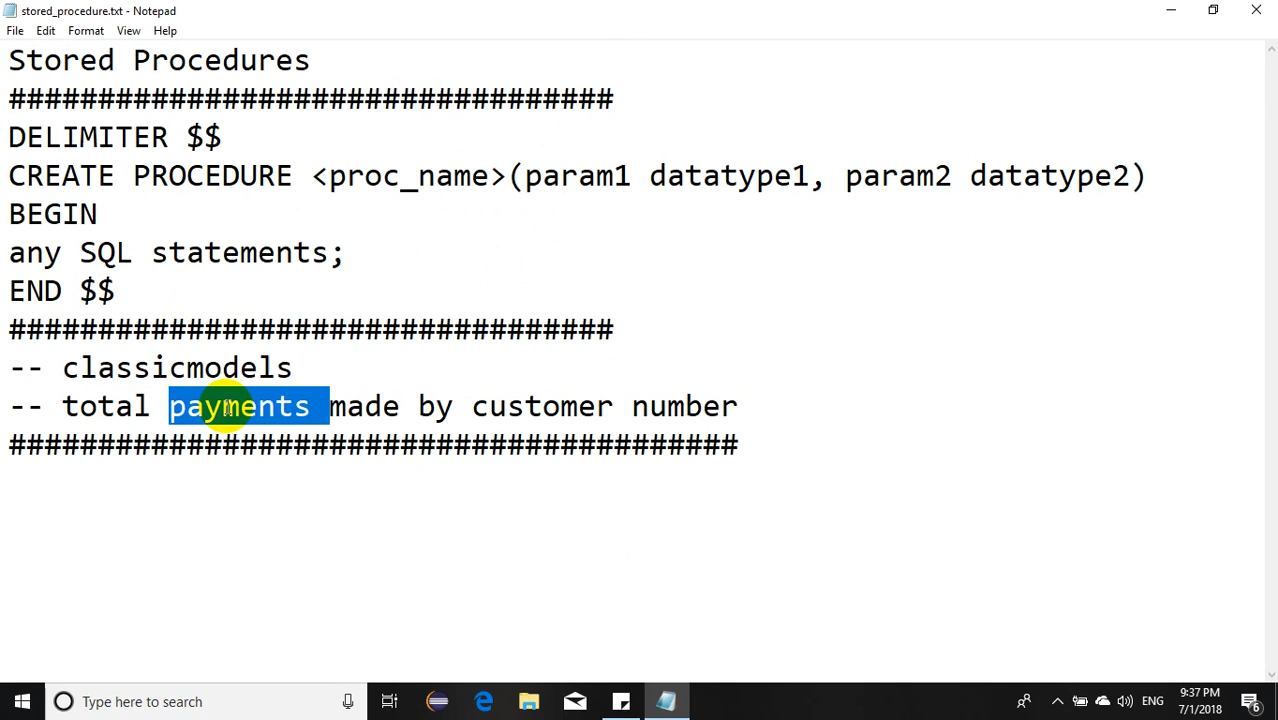 stored_procedure.txt - Notepad
File Edit Format View Help
Stored Procedures
##################################
DELIMITER $$
CREATE PROCEDURE <proc_name>(param1 datatype1, param2 datatype2)
BEGIN
any SQL statements;
END $$
##################################
-- classicmodels
-- total payments made by customer number
#########################################
Type here to search
ENG
9:37 PM
7/1/2018
6